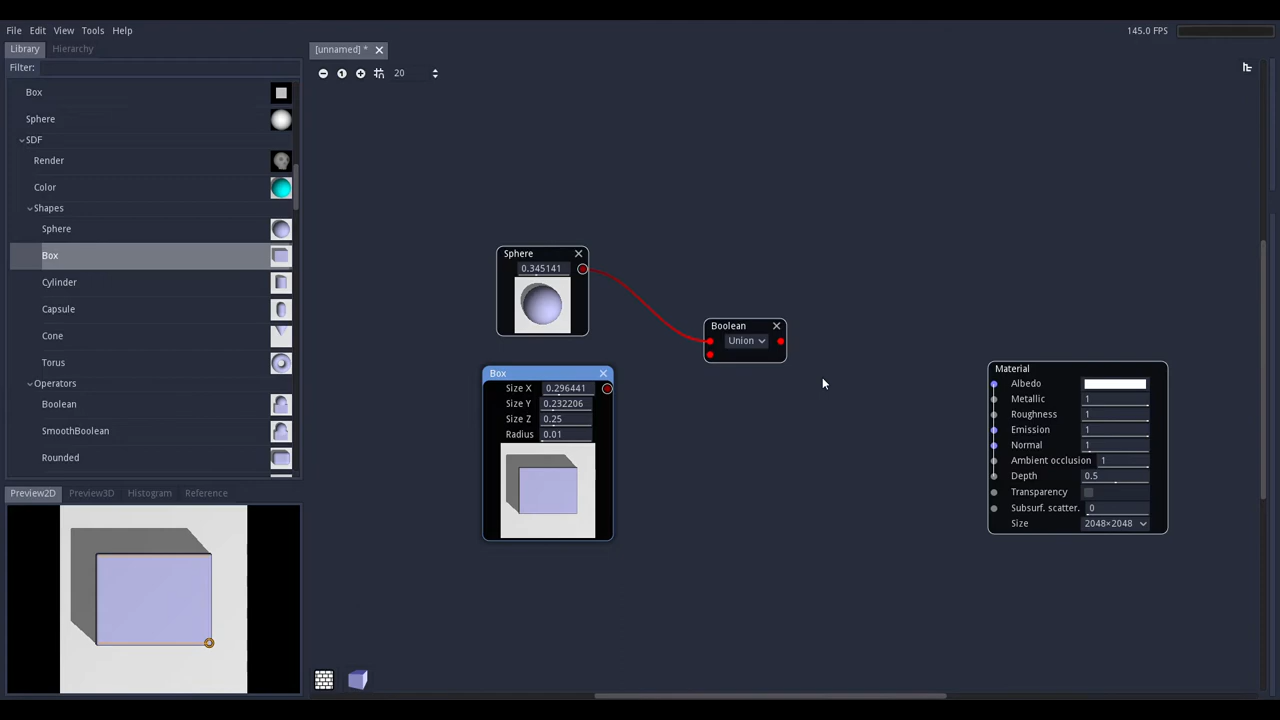 File Edit View Tools Help
145.0 FPS
Library Hierarchy
[unnamed] *
Filter:
20
Box
Sphere
SDF
Render
Color
Shapes
Sphere
Box
Cylinder
Capsule
Cone
Torus
Operators
Boolean
SmoothBoolean
Rounded
Preview2D Preview3D Histogram Reference
Sphere
0.345141
Box
Size X 0.296441
Size Y 0.232206
Size Z 0.25
Radius 0.01
Boolean
Union
Material
Albedo
Metallic 1
Roughness 1
Emission 1
Normal 1
Ambient occlusion 1
Depth 0.5
Transparency
Subsurf. scatter. 0
Size 2048×2048